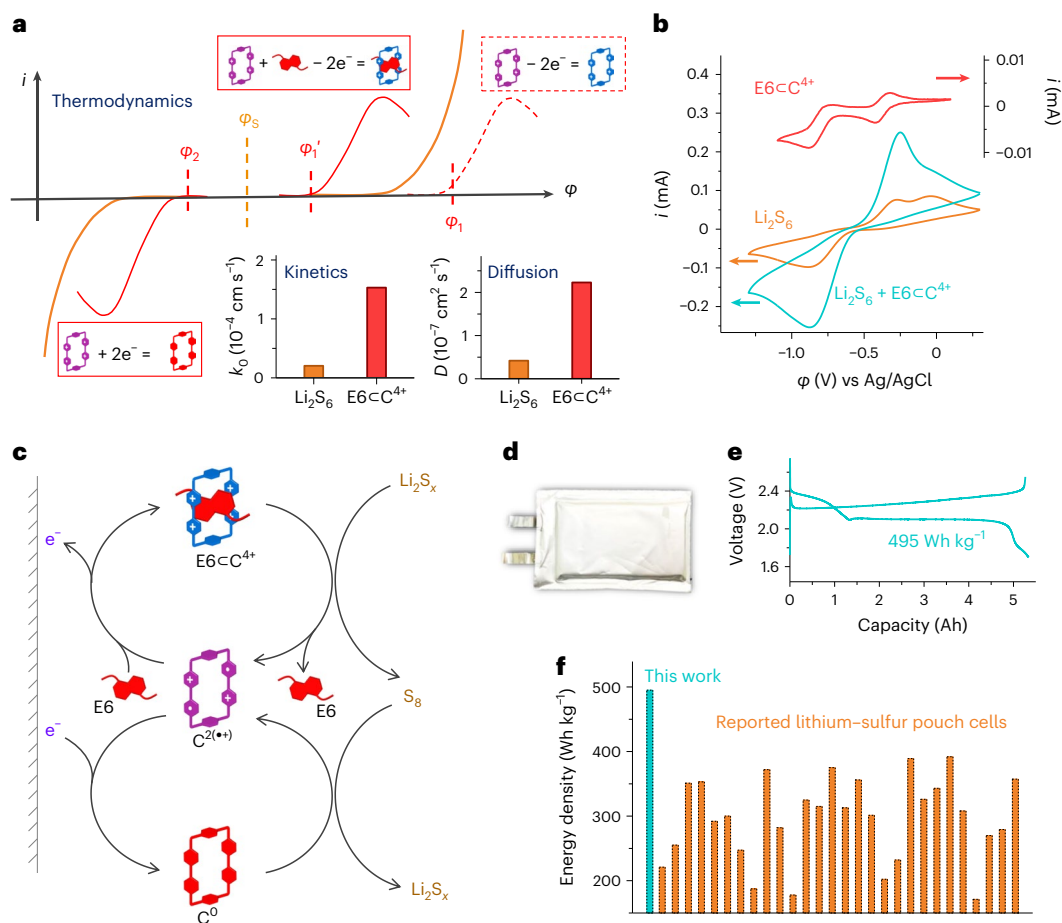 a
i
Thermodynamics
+ − 2e⁻ =
− 2e⁻ =
φS
φ2
φ1′
φ
φ1
+ 2e⁻ =
Kinetics
k0 (10⁻⁴ cm s⁻¹)
2
1
0
Li2S6
E6⊂C⁴⁺
Diffusion
D (10⁻⁷ cm² s⁻¹)
2
1
0
Li2S6
E6⊂C⁴⁺
b
0.4
0.3
0.2
0.1
0
−0.1
−0.2
i (mA)
0.01
0
−0.01
i (mA)
E6⊂C⁴⁺
Li2S6
Li2S6 + E6⊂C⁴⁺
−1.0
−0.5
0
φ (V) vs Ag/AgCl
c
e⁻
E6⊂C⁴⁺
Li2Sx
E6
C2(•+)
E6
S8
e⁻
C⁰
Li2Sx
d
e
Voltage (V)
2.4
2.0
1.6
495 Wh kg⁻¹
0 1 2 3 4 5
Capacity (Ah)
f
This work
Reported lithium–sulfur pouch cells
Energy density (Wh kg⁻¹)
500
400
300
200